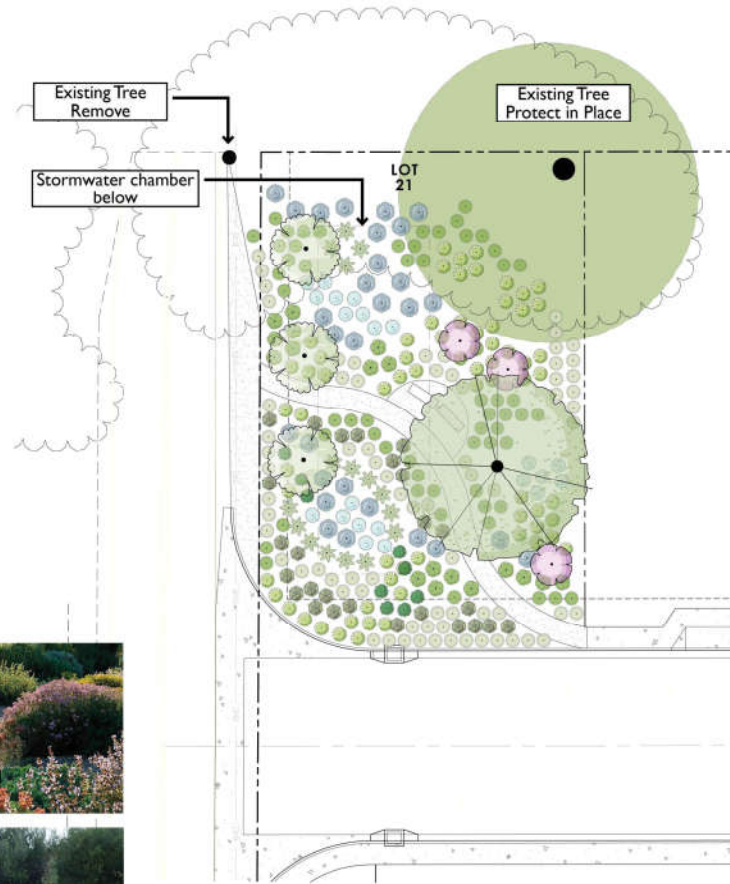 Existing Tree
Remove
Existing Tree
Protect in Place
Stormwater chamber
below
LOT
21